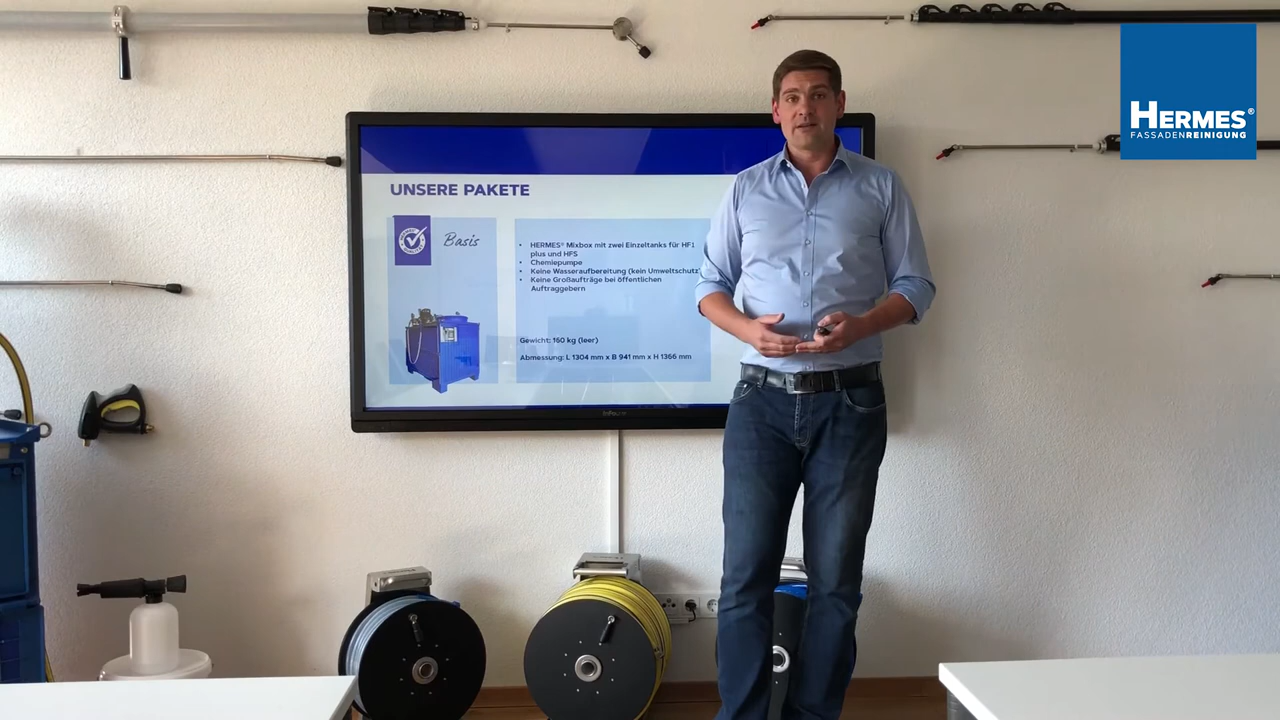 HERMES®
FASSADENREINIGUNG
UNSERE PAKETE
Basis
• HERMES® Mixbox mit zwei Einzeltanks für HF1
plus und HFS
• Chemiepumpe
• Keine Wasseraufbereitung (kein Umweltschutz)
• Keine Großaufträge bei öffentlichen
Auftraggebern
Gewicht: 160 kg (leer)
Abmessung: L 1304 mm x B 941 mm x H 1366 mm